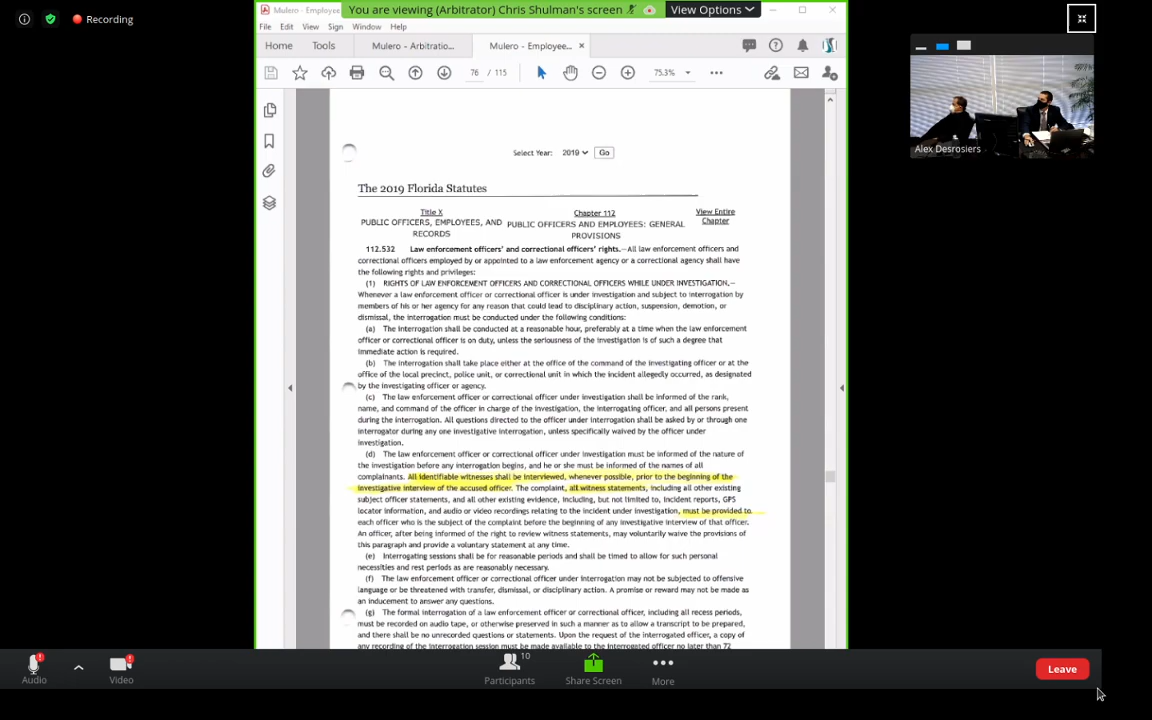 Recording
You are viewing (Arbitrator) Chris Shulman's screen
View Options
Mulero - Employee
File Edit View Sign Window Help
Home Tools Mulero - Arbitratio... Mulero - Employee... ×
76 / 115 75.3%
Select Year: 2019 Go
The 2019 Florida Statutes
Title X Chapter 112 View Entire
PUBLIC OFFICERS, EMPLOYEES, AND PUBLIC OFFICERS AND EMPLOYEES: GENERAL Chapter
RECORDS PROVISIONS
112.532 Law enforcement officers' and correctional officers' rights.—All law enforcement officers and
correctional officers employed by or appointed to a law enforcement agency or a correctional agency shall have
the following rights and privileges:
(1) RIGHTS OF LAW ENFORCEMENT OFFICERS AND CORRECTIONAL OFFICERS WHILE UNDER INVESTIGATION.—
Whenever a law enforcement officer or correctional officer is under investigation and subject to interrogation by
members of his or her agency for any reason that could lead to disciplinary action, suspension, demotion, or
dismissal, the interrogation must be conducted under the following conditions:
(a) The interrogation shall be conducted at a reasonable hour, preferably at a time when the law enforcement
officer or correctional officer is on duty, unless the seriousness of the investigation is of such a degree that
immediate action is required.
(b) The interrogation shall take place either at the office of the command of the investigating officer or at the
office of the local precinct, police unit, or correctional unit in which the incident allegedly occurred, as designated
by the investigating officer or agency.
(c) The law enforcement officer or correctional officer under investigation shall be informed of the rank,
name, and command of the officer in charge of the investigation, the interrogating officer, and all persons present
during the interrogation. All questions directed to the officer under interrogation shall be asked by or through one
interrogator during any one investigative interrogation, unless specifically waived by the officer under
investigation.
(d) The law enforcement officer or correctional officer under investigation must be informed of the nature of
the investigation before any interrogation begins, and he or she must be informed of the names of all
complainants. All identifiable witnesses shall be interviewed, whenever possible, prior to the beginning of the
investigative interview of the accused officer. The complaint, all witness statements, including all other existing
subject officer statements, and all other existing evidence, including, but not limited to, incident reports, GPS
locator information, and audio or video recordings relating to the incident under investigation, must be provided to
each officer who is the subject of the complaint before the beginning of any investigative interview of that officer.
An officer, after being informed of the right to review witness statements, may voluntarily waive the provisions of
this paragraph and provide a voluntary statement at any time.
(e) Interrogating sessions shall be for reasonable periods and shall be timed to allow for such personal
necessities and rest periods as are reasonably necessary.
(f) The law enforcement officer or correctional officer under interrogation may not be subjected to offensive
language or be threatened with transfer, dismissal, or disciplinary action. A promise or reward may not be made as
an inducement to answer any questions.
(g) The formal interrogation of a law enforcement officer or correctional officer, including all recess periods,
must be recorded on audio tape, or otherwise preserved in such a manner as to allow a transcript to be prepared,
and there shall be no unrecorded questions or statements. Upon the request of the interrogated officer, a copy of
any recording of the interrogation session must be made available to the interrogated officer no later than 72
Alex Desrosiers
Audio Video Participants 10 Share Screen More Leave